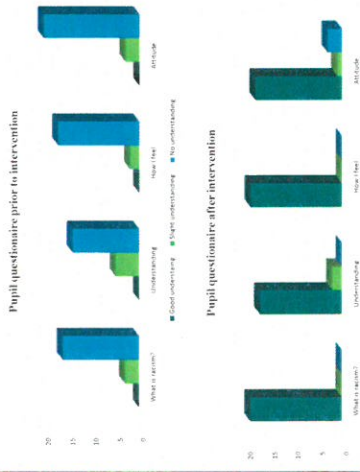 Pupil questionaire prior to intervention
20
15
10
5
0
What is racism?
Understanding
How I feel
Attitude
Good understaing
Slight understanding
No understanding
Pupil questionaire after intervention
20
15
10
5
0
What is racism?
Understanding
How I feel
Attitude